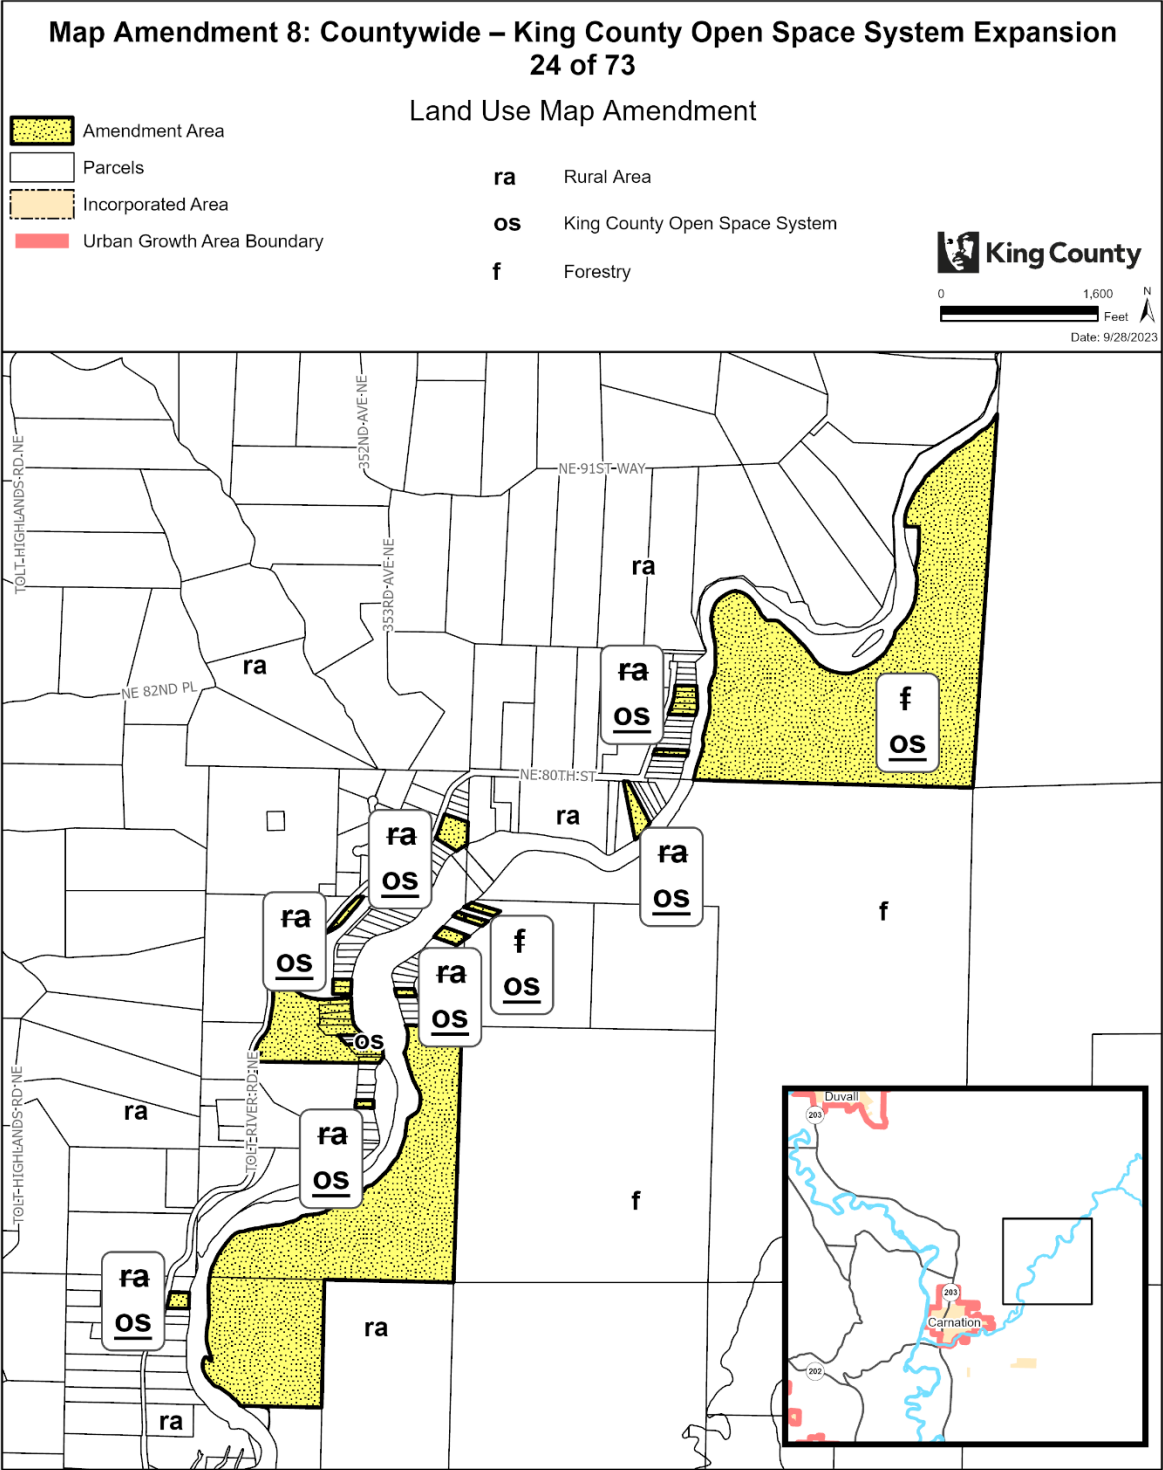 Map Amendment 8: Countywide – King County Open Space System Expansion
24 of 73
Land Use Map Amendment
Amendment Area
Parcels
Incorporated Area
Urban Growth Area Boundary
ra Rural Area
os King County Open Space System
f Forestry
King County
0 1,600
Feet
N
Date: 9/28/2023
TOLT-HIGHLANDS-RD-NE
352ND-AVE-NE
NE-91ST-WAY
353RD-AVE-NE
ra
ra
NE 82ND PL
ra
os
f
os
NE-80TH-ST
ra
ra
os
ra
os
f
ra
os
f
os
ra
os
os
TOLT-RIVER-RD-NE
TOLT-HIGHLANDS-RD-NE
ra
ra
os
f
ra
os
ra
ra
Duvall
203
203
Carnation
202